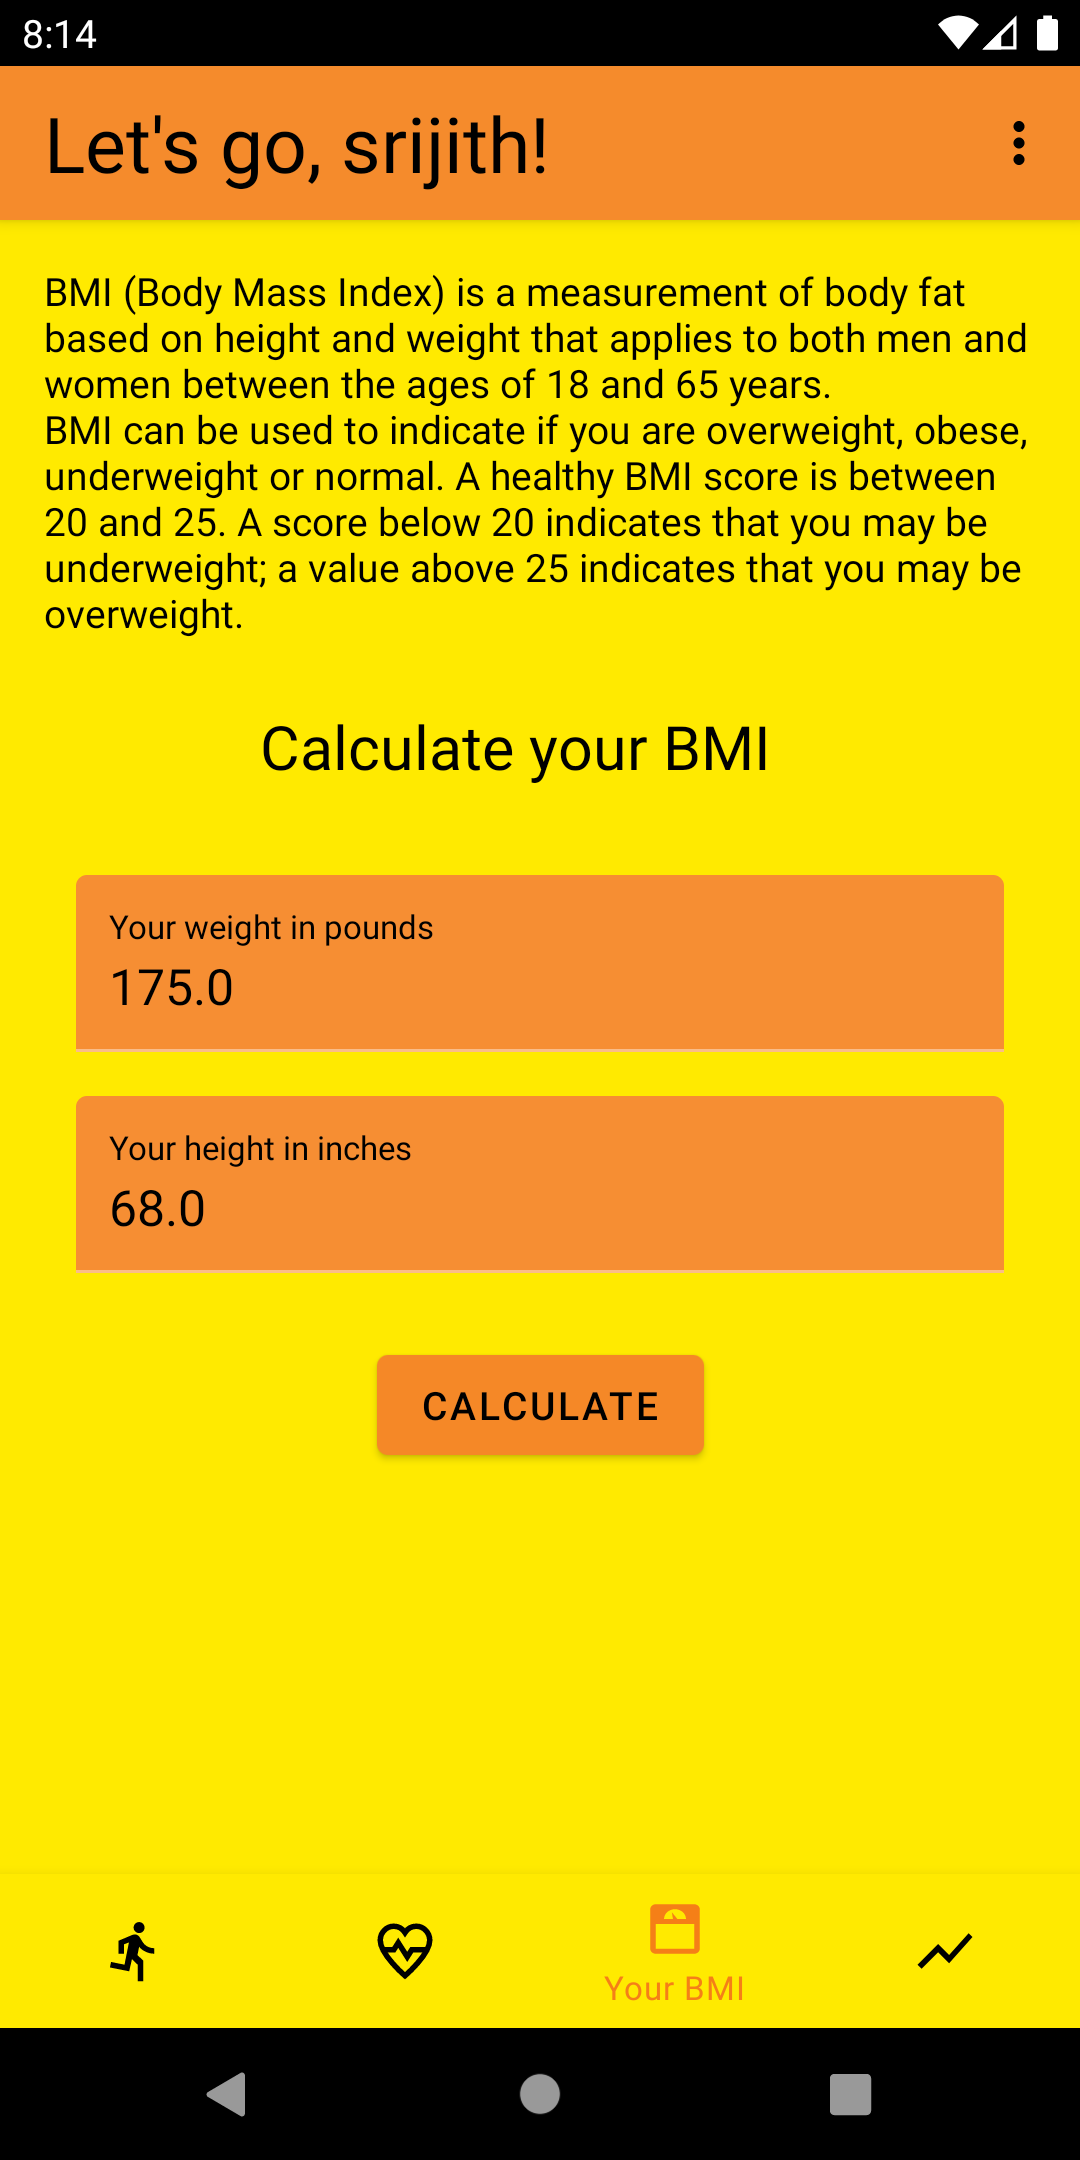 8:14
Let's go, srijith!
BMI (Body Mass Index) is a measurement of body fat
based on height and weight that applies to both men and
women between the ages of 18 and 65 years.
BMI can be used to indicate if you are overweight, obese,
underweight or normal. A healthy BMI score is between
20 and 25. A score below 20 indicates that you may be
underweight; a value above 25 indicates that you may be
overweight.
Calculate your BMI
Your weight in pounds
175.0
Your height in inches
68.0
CALCULATE
Your BMI